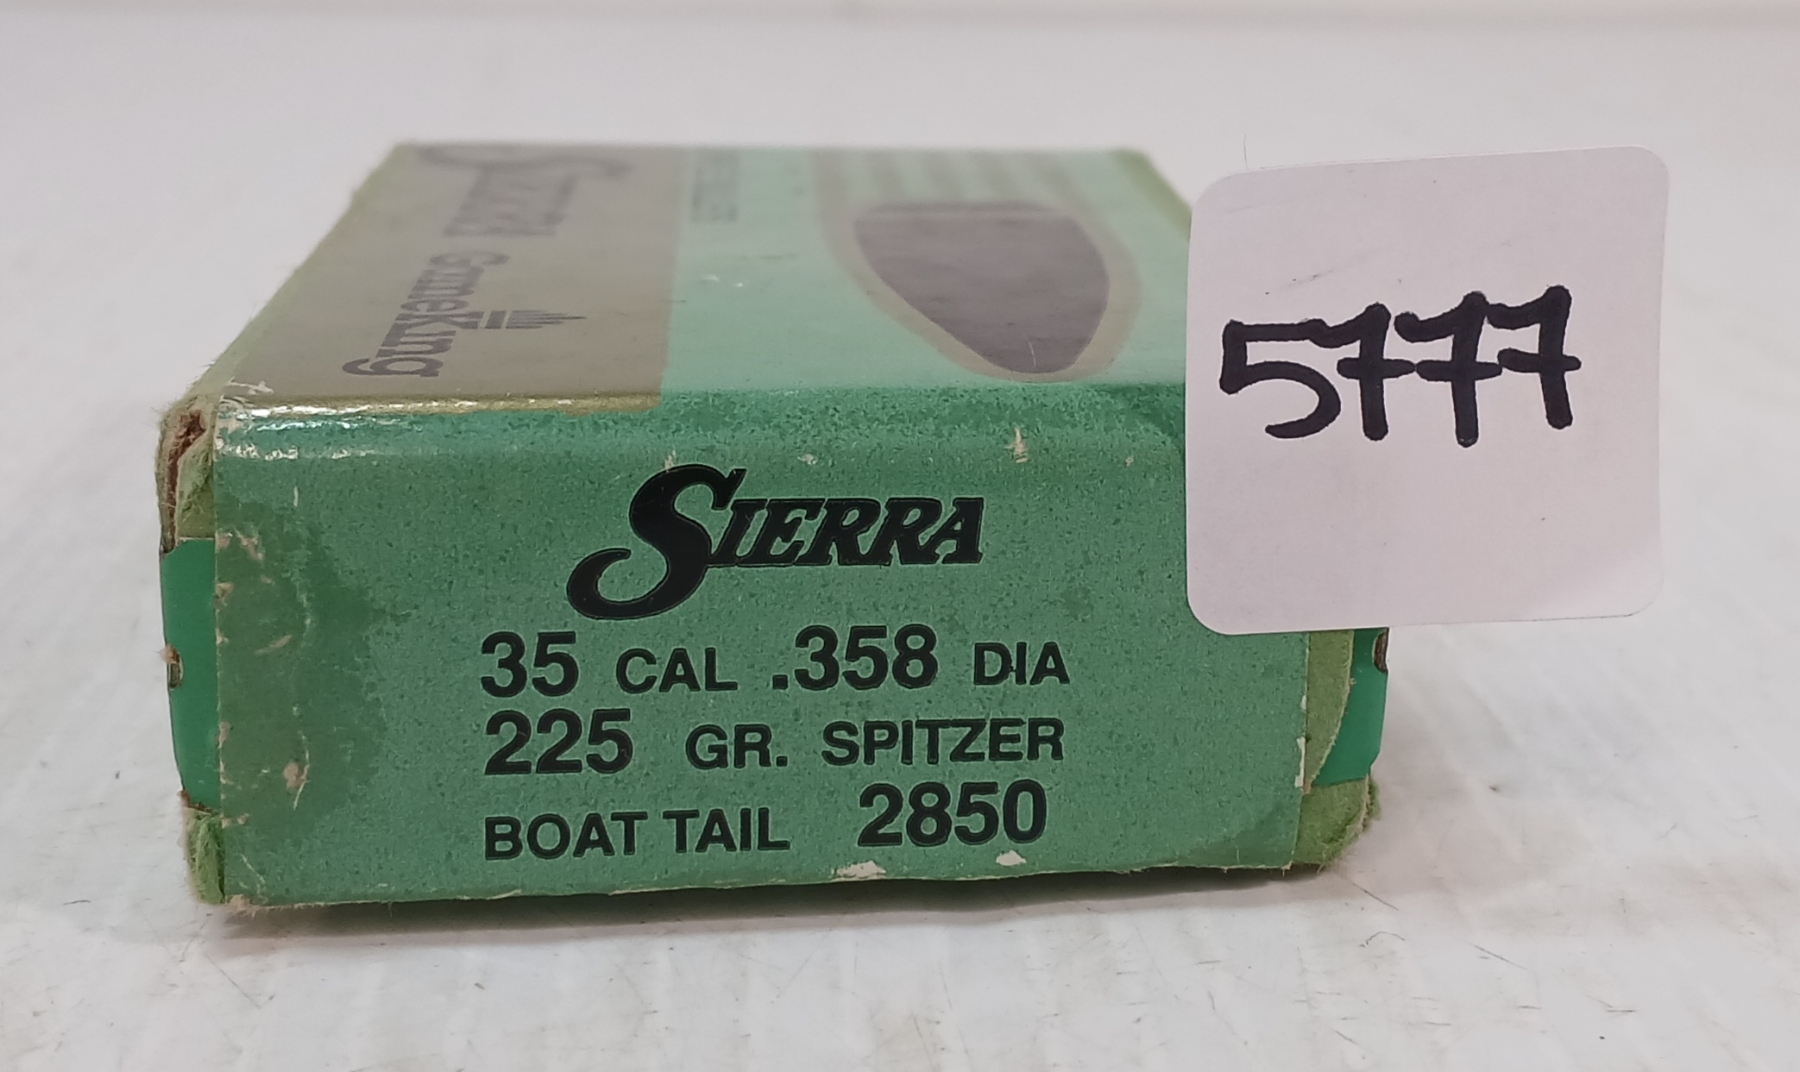 Sierra GameKing
5777
SIERRA
35 CAL .358 DIA
225 GR. SPITZER
BOAT TAIL 2850